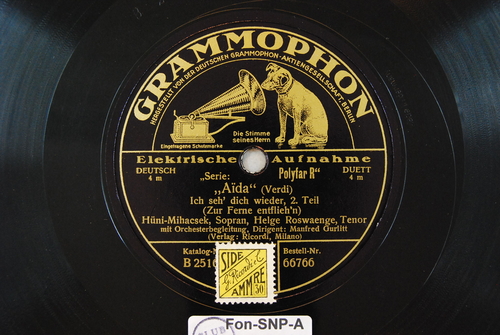 GRAMMOPHON
HERGESTELLT VON DER DEUTSCHEN GRAMMOPHON-AKTIENGESELLSCHAFT, BERLIN
Die Stimme
seines Herrn
Eingetragene Schutzmarke
Elektrische Aufnahme
DEUTSCH
4 m
„Serie: Polyfar R“
DUETT
4 m
„Aïda“ (Verdi)
Ich seh' dich wieder, 2. Teil
(Zur Ferne entflieh'n)
Hüni-Mihacsek, Sopran, Helge Roswaenge, Tenor
mit Orchesterbegleitung, Dirigent: Manfred Gurlitt
(Verlag: Ricordi, Milano)
Katalog-N
Bestell-Nr.
B 2516
66766
SIDE
AMMRE
50
Fon-SNP-A